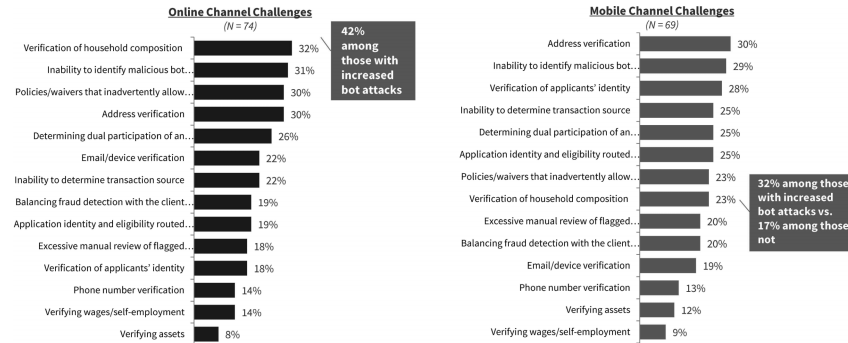 Online Channel Challenges
(N = 74)
Verification of household composition 32%
Inability to identify malicious bot... 31%
Policies/waivers that inadvertently allow... 30%
Address verification 30%
Determining dual participation of an... 26%
Email/device verification 22%
Inability to determine transaction source 22%
Balancing fraud detection with the client... 19%
Application identity and eligibility routed... 19%
Excessive manual review of flagged... 18%
Verification of applicants' identity 18%
Phone number verification 14%
Verifying wages/self-employment 14%
Verifying assets 8%
42%
among
those with
increased
bot attacks
Mobile Channel Challenges
(N = 69)
Address verification 30%
Inability to identify malicious bot... 29%
Verification of applicants' identity 28%
Inability to determine transaction source 25%
Determining dual participation of an... 25%
Application identity and eligibility routed... 25%
Policies/waivers that inadvertently allow... 23%
Verification of household composition 23%
Excessive manual review of flagged... 20%
Balancing fraud detection with the client... 20%
Email/device verification 19%
Phone number verification 13%
Verifying assets 12%
Verifying wages/self-employment 9%
32% among those
with increased
bot attacks vs.
17% among those
not